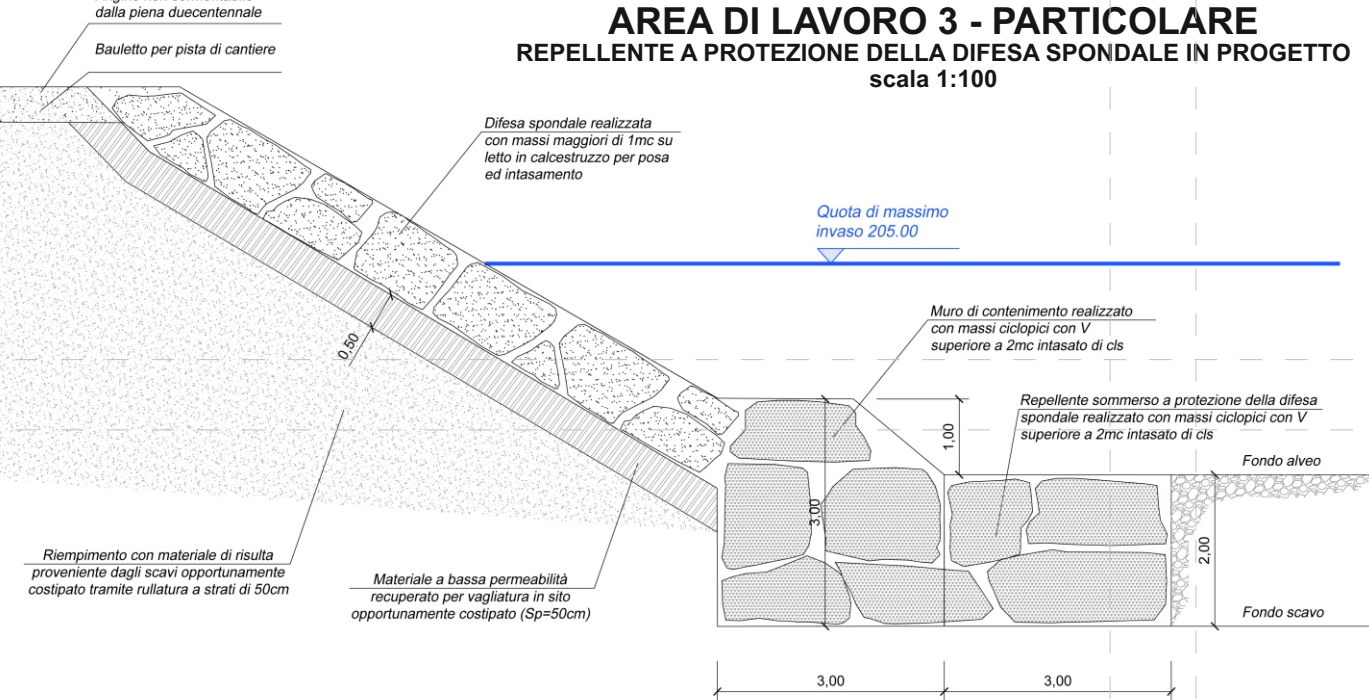 AREA DI LAVORO 3 - PARTICOLARE
REPELLENTE A PROTEZIONE DELLA DIFESA SPONDALE IN PROGETTO
scala 1:100
dalla piena duecentennale
Bauletto per pista di cantiere
Difesa spondale realizzata
con massi maggiori di 1mc su
letto in calcestruzzo per posa
ed intasamento
Quota di massimo
invaso 205.00
Muro di contenimento realizzato
con massi ciclopici con V
superiore a 2mc intasato di cls
Repellente sommerso a protezione della difesa
spondale realizzato con massi ciclopici con V
superiore a 2mc intasato di cls
0,50
1,00
Fondo alveo
3,00
2,00
Riempimento con materiale di risulta
proveniente dagli scavi opportunamente
costipato tramite rullatura a strati di 50cm
Materiale a bassa permeabilità
recuperato per vagliatura in sito
opportunamente costipato (Sp=50cm)
Fondo scavo
3,00
3,00